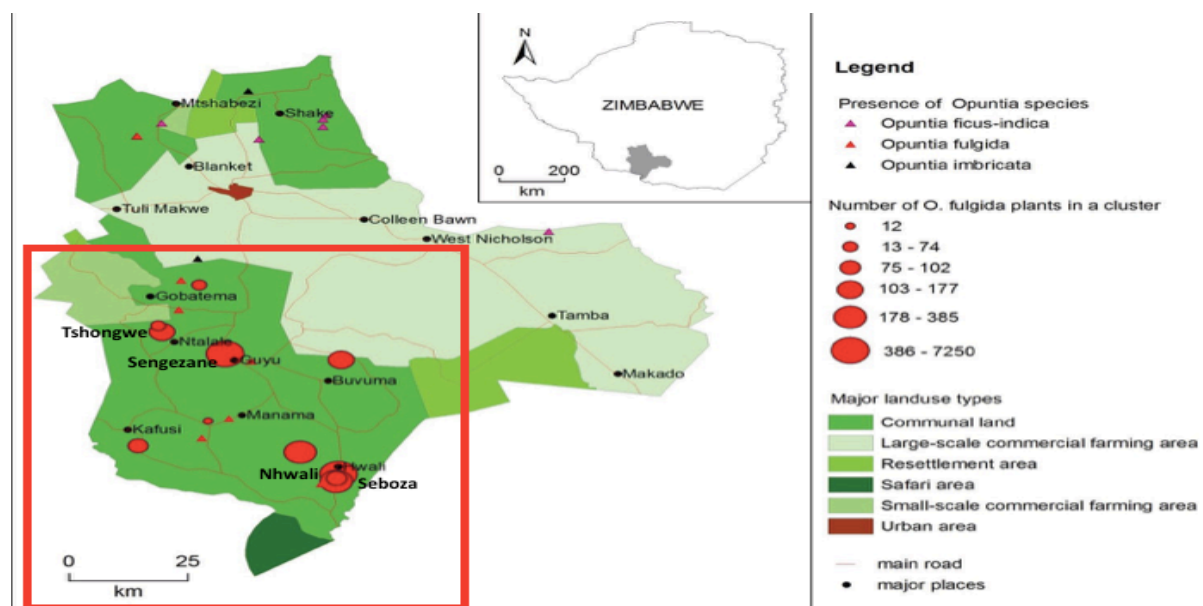 Mtshabezi
Shake
Blanket
Tuli Makwe
Colleen Bawn
West Nicholson
Gobatema
Tshongwe
Ntalale
Sengezane
Guyu
Tamba
Buvuma
Makado
Manama
Kafusi
Nhwali
Seboza
0 25
km
N
ZIMBABWE
0 200
km
Legend
Presence of Opuntia species
Opuntia ficus-indica
Opuntia fulgida
Opuntia imbricata
Number of O. fulgida plants in a cluster
12
13 - 74
75 - 102
103 - 177
178 - 385
386 - 7250
Major landuse types
Communal land
Large-scale commercial farming area
Resettlement area
Safari area
Small-scale commercial farming area
Urban area
main road
major places